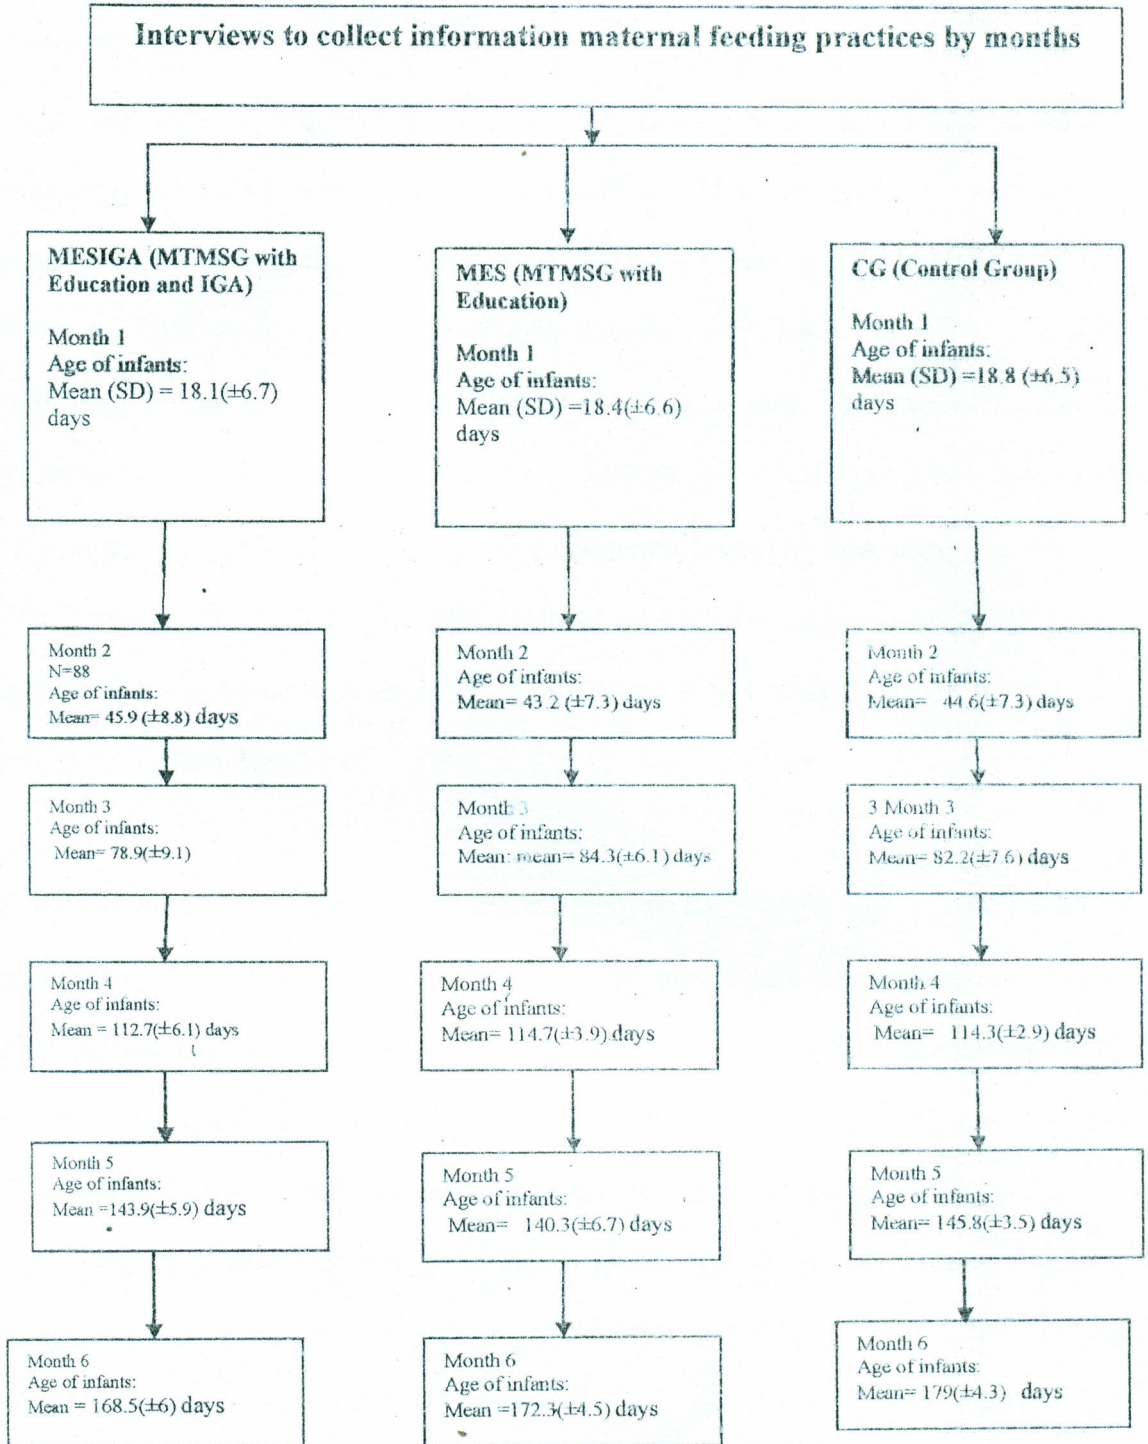 Interviews to collect information maternal feeding practices by months
MESIGA (MTMSG with
Education and IGA)
Month 1
Age of infants:
Mean (SD) = 18.1(±6.7)
days
MES (MTMSG with
Education)
Month 1
Age of infants:
Mean (SD) =18.4(±6.6)
days
CG (Control Group)
Month 1
Age of infants:
Mean (SD) =18.8 (±6.5)
days
Month 2
N=88
Age of infants:
Mean= 45.9 (±8.8) days
Month 2
Age of infants:
Mean= 43.2 (±7.3) days
Month 2
Age of infants:
Mean= 44.6(±7.3) days
Month 3
Age of infants:
Mean= 78.9(±9.1)
Month 3
Age of infants:
Mean: mean= 84.3(±6.1) days
3 Month 3
Age of infants:
Mean= 82.2(±7.6) days
Month 4
Age of infants:
Mean = 112.7(±6.1) days
Month 4
Age of infants:
Mean= 114.7(±3.9) days
Month 4
Age of infants:
Mean= 114.3(±2.9) days
Month 5
Age of infants:
Mean =143.9(±5.9) days
Month 5
Age of infants:
Mean= 140.3(±6.7) days
Month 5
Age of infants:
Mean= 145.8(±3.5) days
Month 6
Age of infants:
Mean = 168.5(±6) days
Month 6
Age of infants:
Mean =172.3(±4.5) days
Month 6
Age of infants:
Mean= 179(±4.3) days